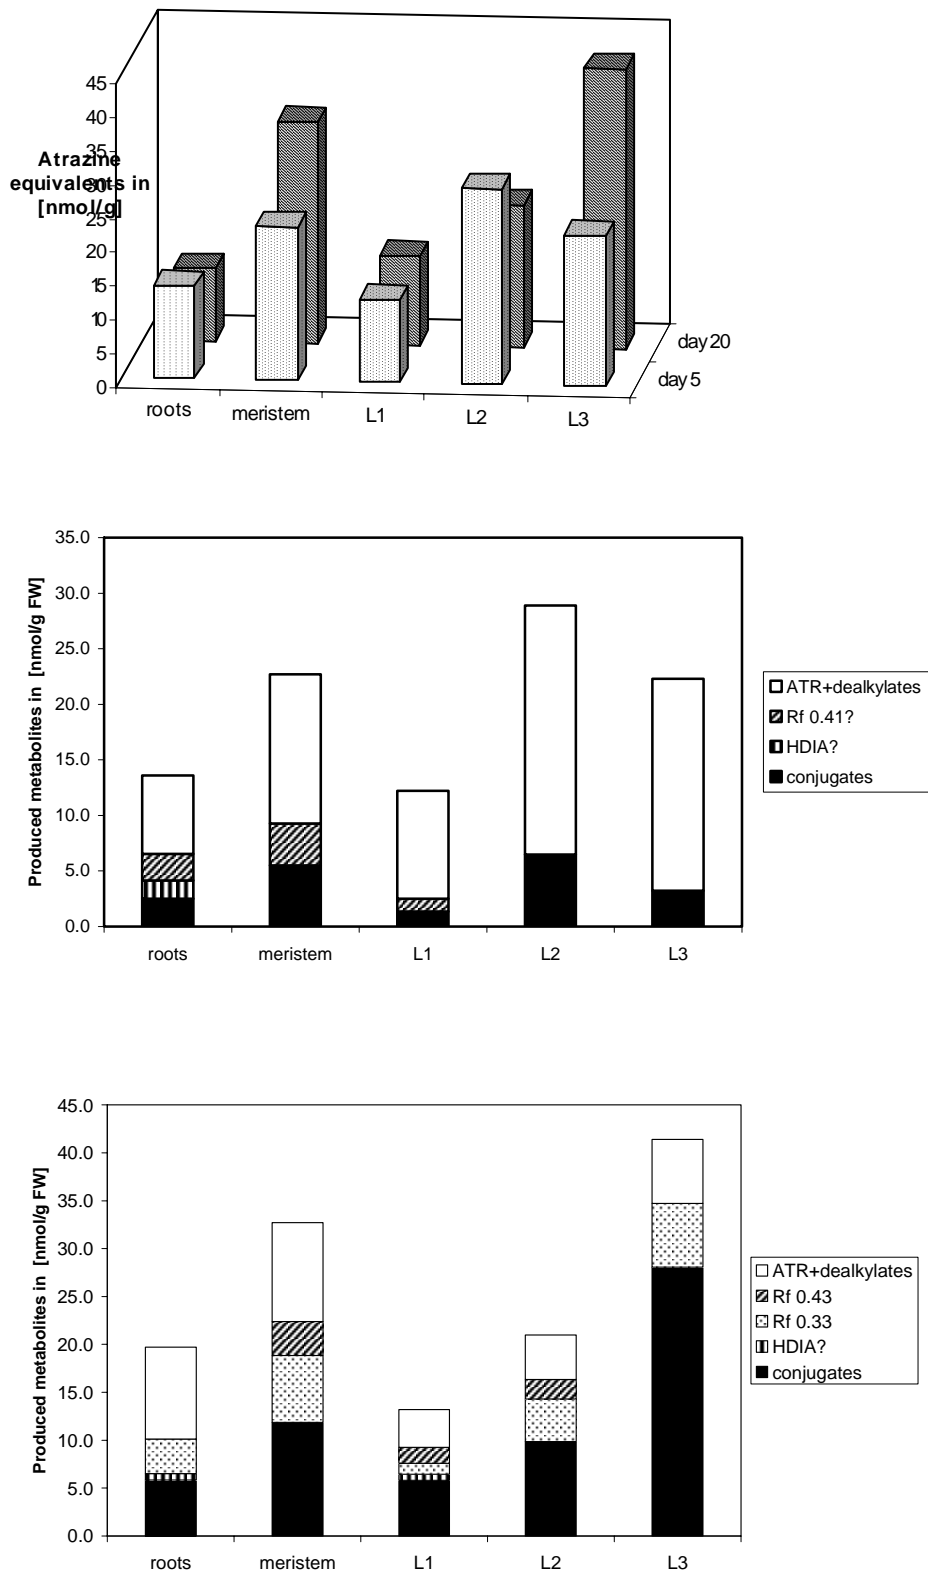 45
40
35
30
25
20
15
10
5
0
Atrazine
equivalents in
[nmol/g]
day 20
day 5
roots
meristem
L1
L2
L3
35.0
30.0
25.0
20.0
15.0
10.0
5.0
0.0
Produced metabolites in [nmol/g FW]
ATR+dealkylates
Rf 0.41?
HDIA?
conjugates
roots
meristem
L1
L2
L3
45.0
40.0
35.0
30.0
25.0
20.0
15.0
10.0
5.0
0.0
Produced metabolites in [nmol/g FW]
ATR+dealkylates
Rf 0.43
Rf 0.33
HDIA?
conjugates
roots
meristem
L1
L2
L3